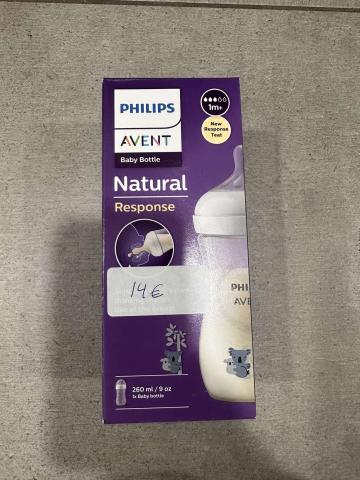 PHILIPS
AVENT
Baby Bottle
1m+
New
Response
Teat
Natural
Response
14€
PHILI
AVE
260 ml / 9 oz
1x Baby bottle